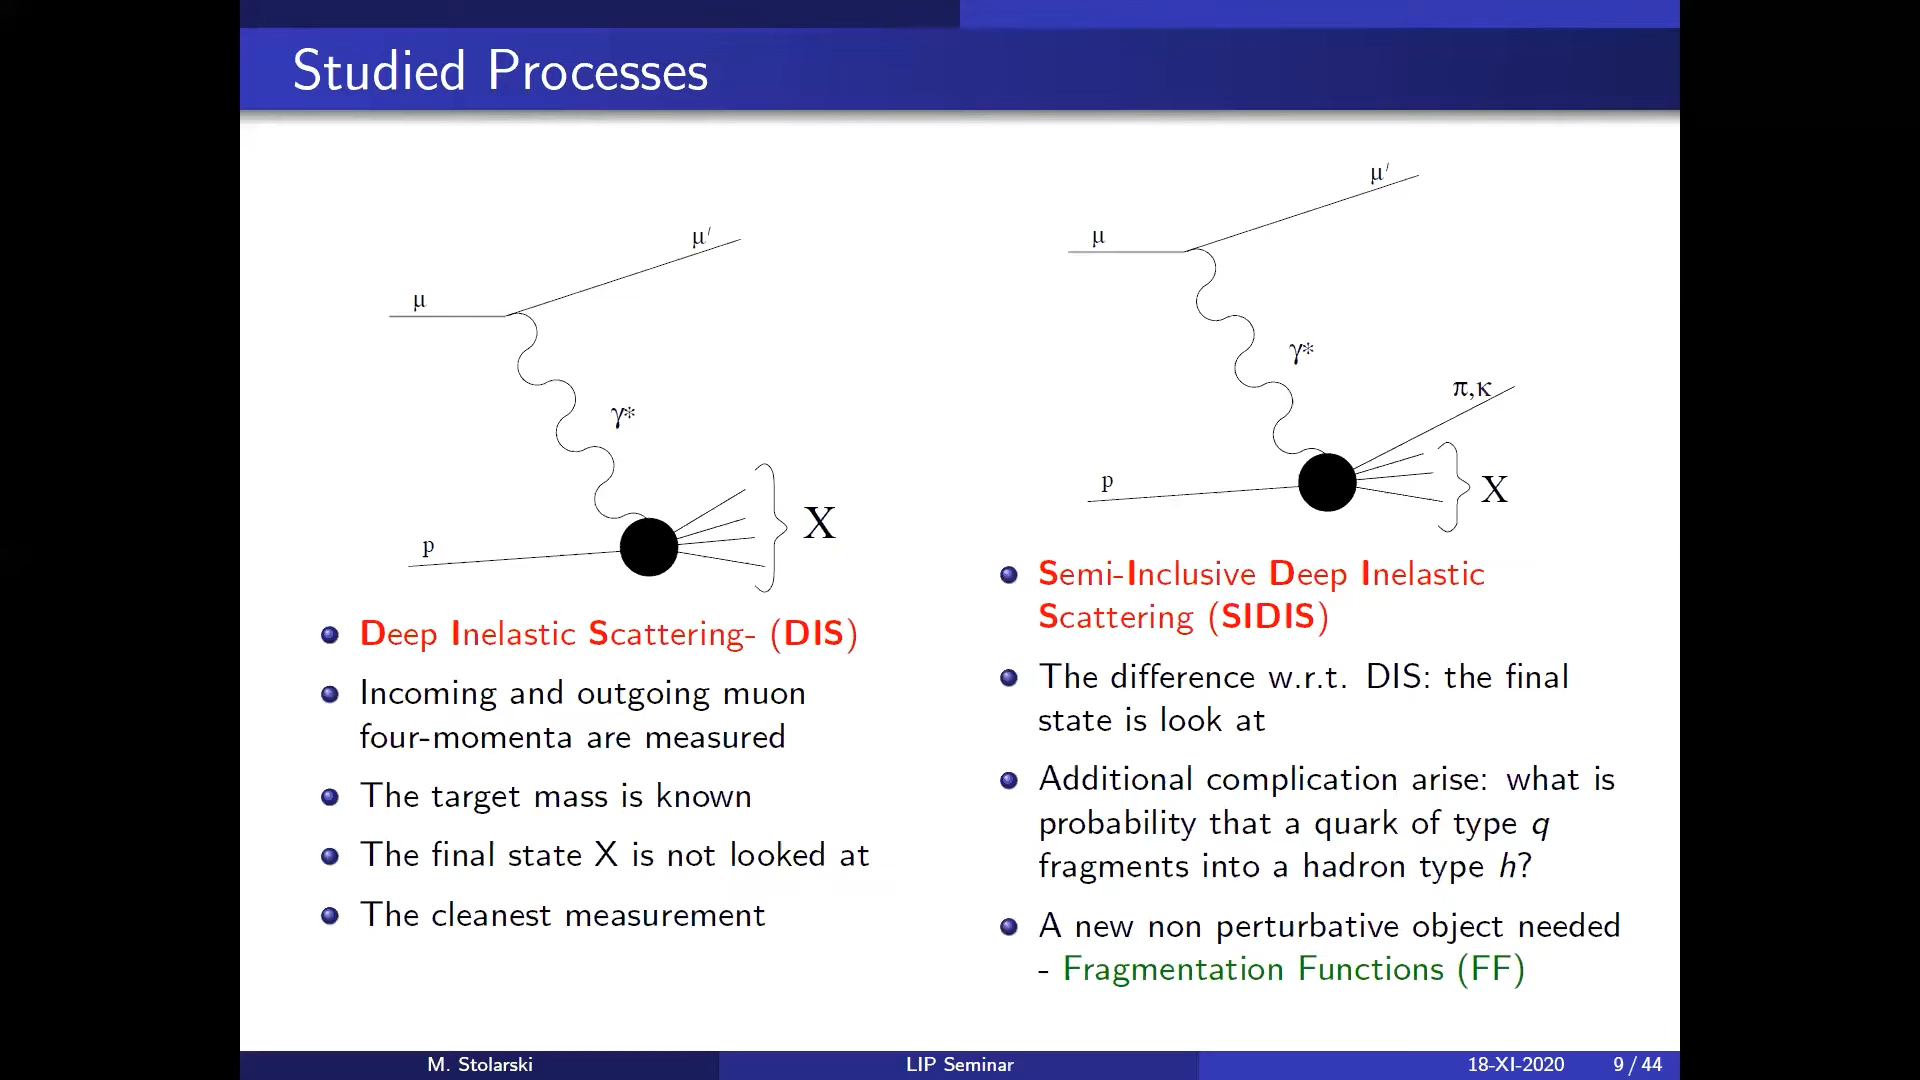 Studied Processes
μ
μ′
γ*
p
X
Deep Inelastic Scattering- (DIS)
Incoming and outgoing muon
four-momenta are measured
The target mass is known
The final state X is not looked at
The cleanest measurement
μ
μ′
γ*
π,κ
p
X
Semi-Inclusive Deep Inelastic
Scattering (SIDIS)
The difference w.r.t. DIS: the final
state is look at
Additional complication arise: what is
probability that a quark of type q
fragments into a hadron type h?
A new non perturbative object needed
- Fragmentation Functions (FF)
M. Stolarski
LIP Seminar
18-XI-2020
9 / 44